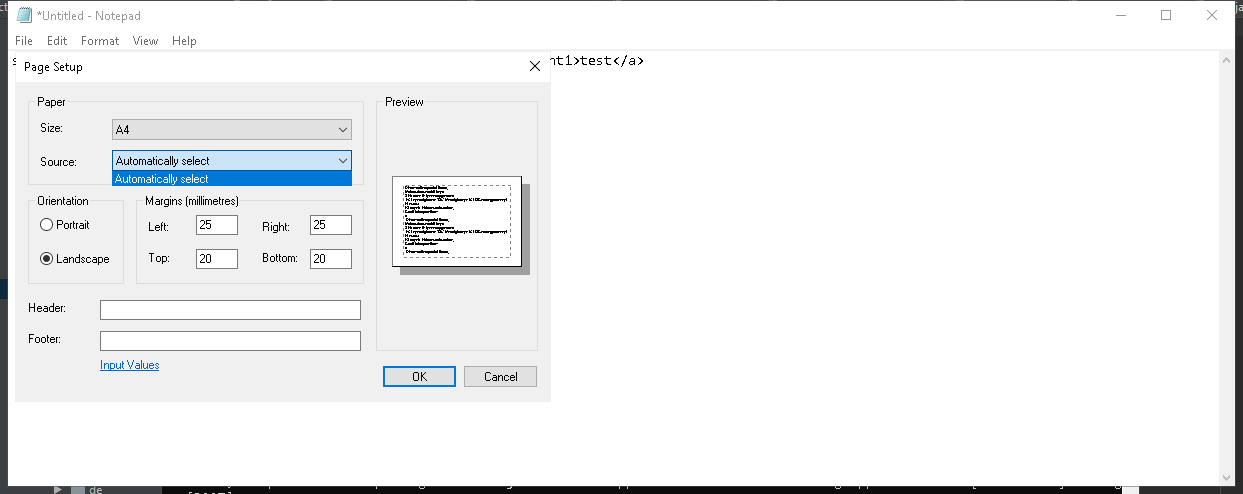 *Untitled - Notepad
File Edit Format View Help
nt1>test</a>
Page Setup
Paper
Size: A4
Source: Automatically select
Automatically select
Orientation
Portrait
Landscape
Margins (millimetres)
Left: 25 Right: 25
Top: 20 Bottom: 20
Header:
Footer:
Input Values
Preview
OK Cancel
de